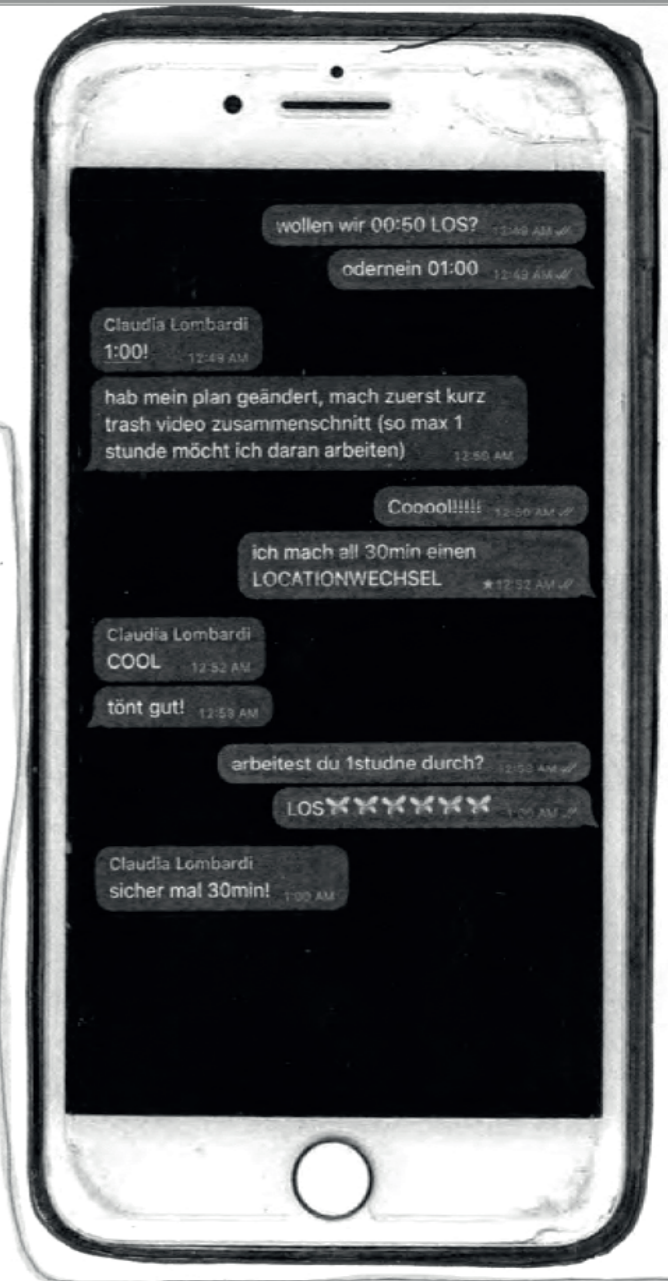 wollen wir 00:50 LOS? 12:49 AM
odernein 01:00 12:49 AM
Claudia Lombardi
1:00! 12:49 AM
hab mein plan geändert, mach zuerst kurz
trash video zusammenschnitt (so max 1
stunde möcht ich daran arbeiten) 12:50 AM
Cooool!!!!! 12:50 AM
ich mach all 30min einen
LOCATIONWECHSEL ★12:52 AM
Claudia Lombardi
COOL 12:52 AM
tönt gut! 12:53 AM
arbeitest du 1studne durch? 12:53 AM
LOS 1:00 AM
Claudia Lombardi
sicher mal 30min! 1:00 AM